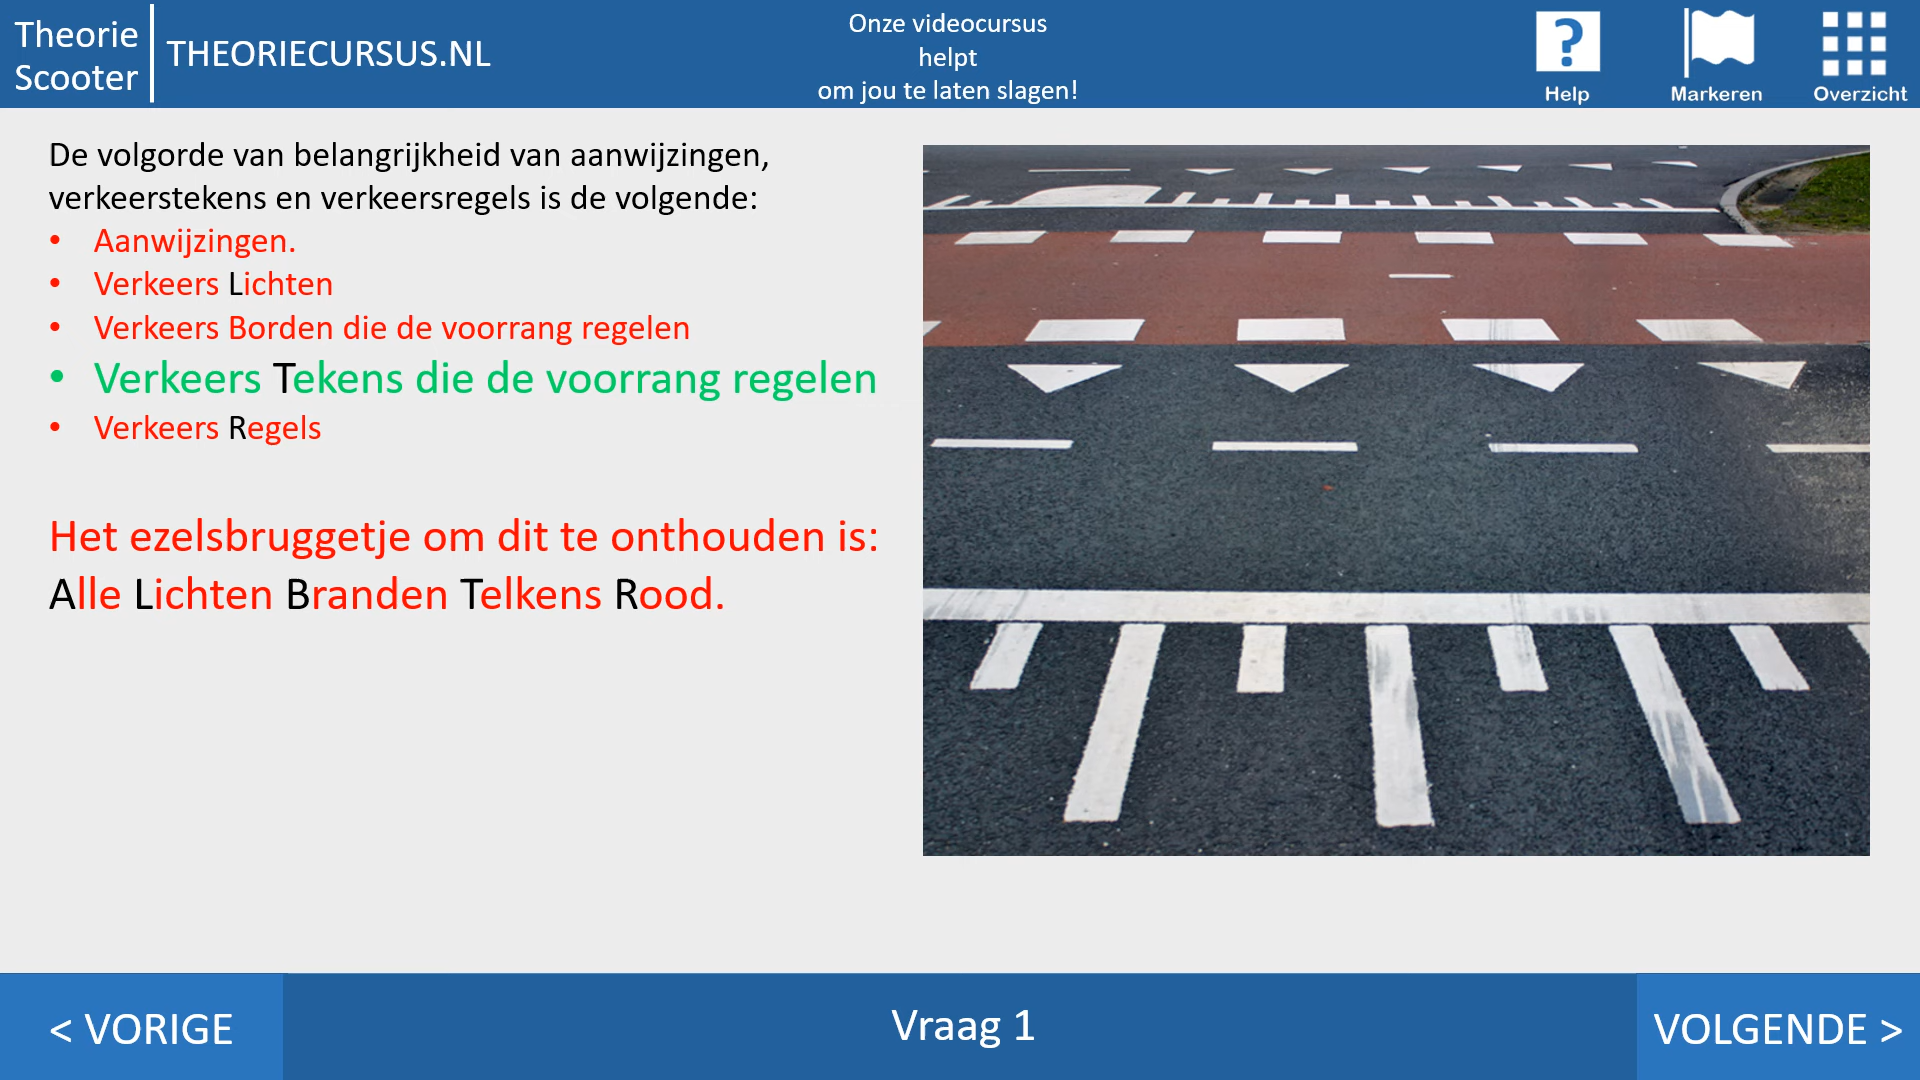 Theorie
Scooter
THEORIECURSUS.NL
Onze videocursus
helpt
om jou te laten slagen!
?
Help
Markeren
Overzicht
De volgorde van belangrijkheid van aanwijzingen,
verkeerstekens en verkeersregels is de volgende:
• Aanwijzingen.
• Verkeers Lichten
• Verkeers Borden die de voorrang regelen
• Verkeers Tekens die de voorrang regelen
• Verkeers Regels
Het ezelsbruggetje om dit te onthouden is:
Alle Lichten Branden Telkens Rood.
< VORIGE
Vraag 1
VOLGENDE >